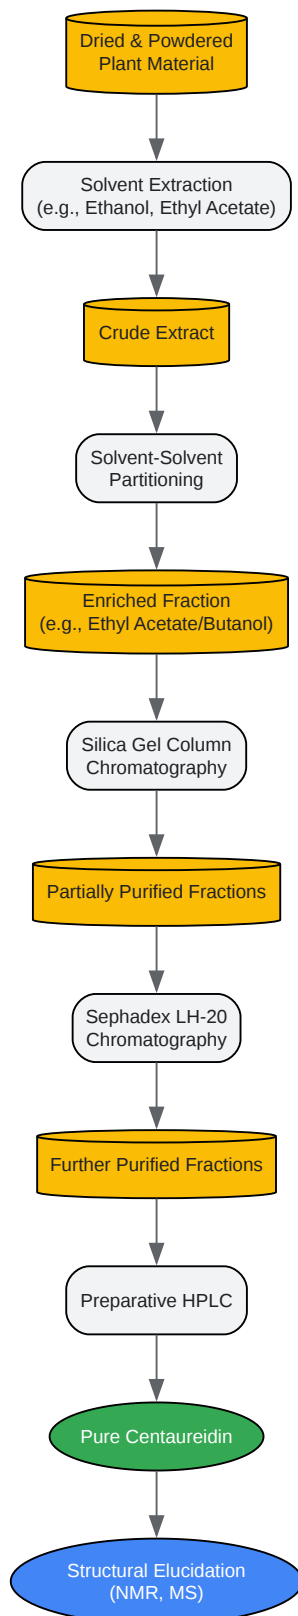 Dried & Powdered
Plant Material
Solvent Extraction
(e.g., Ethanol, Ethyl Acetate)
Crude Extract
Solvent-Solvent
Partitioning
Enriched Fraction
(e.g., Ethyl Acetate/Butanol)
Silica Gel Column
Chromatography
Partially Purified Fractions
Sephadex LH-20
Chromatography
Further Purified Fractions
Preparative HPLC
Pure Centaureidin
Structural Elucidation
(NMR, MS)